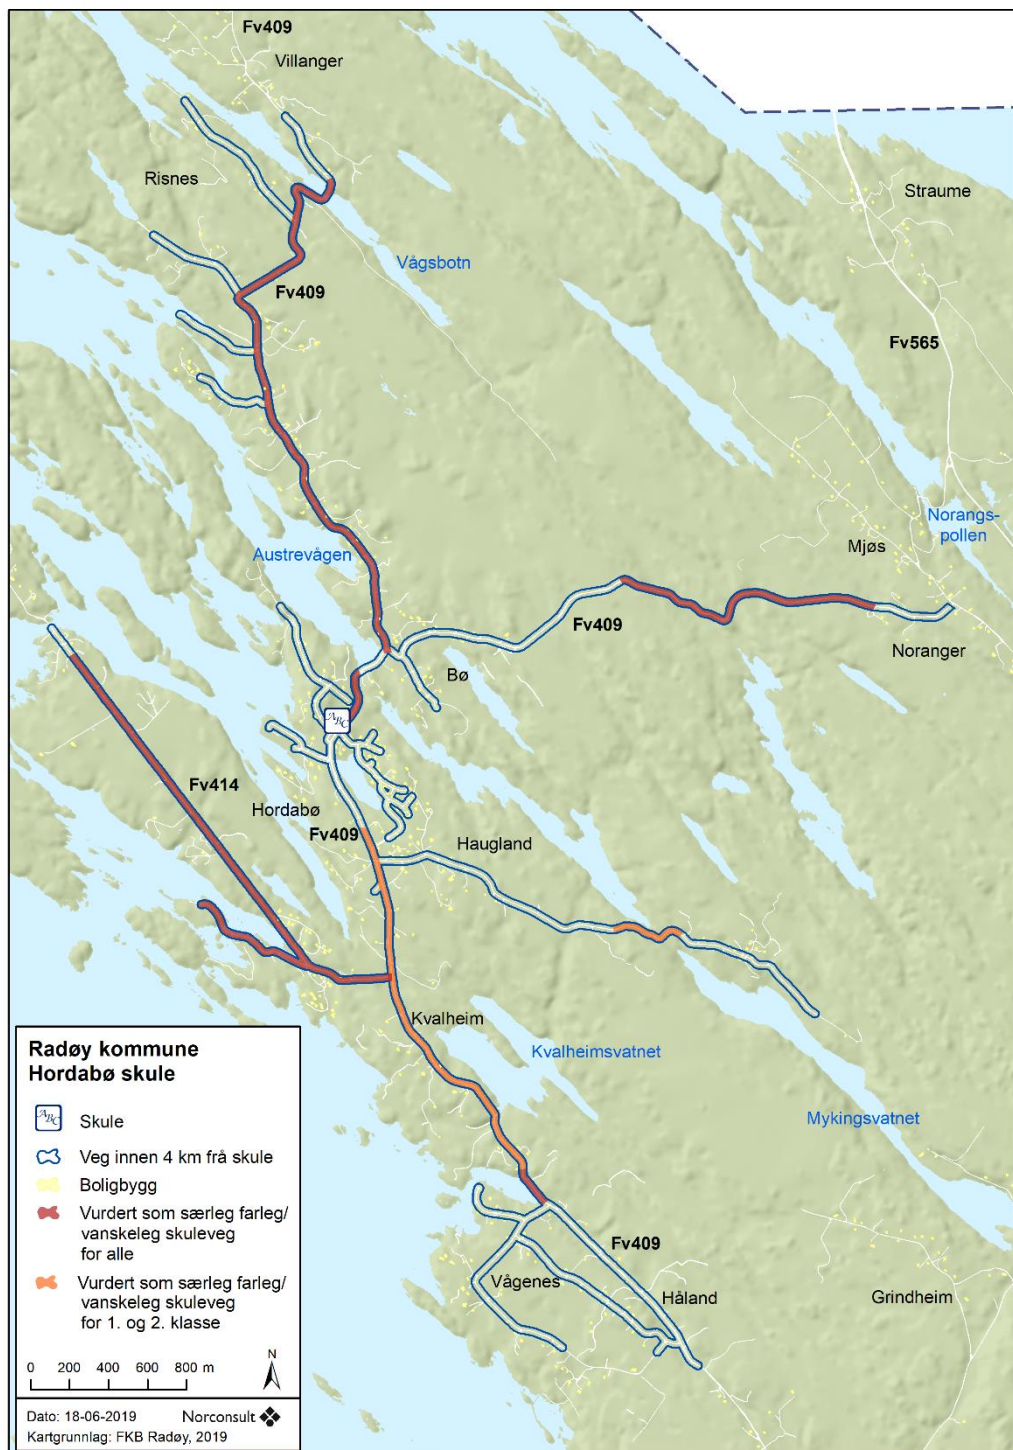 Fv409
Villanger
Risnes
Straume
Vågsbotn
Fv409
Fv565
Norangs-
pollen
Mjøs
Austrevågen
Fv409
Noranger
Bø
ABC
Fv414
Hordabø
Fv409
Haugland
Kvalheim
Kvalheimsvatnet
Mykingsvatnet
Fv409
Vågenes
Håland
Grindheim
Radøy kommune
Hordabø skule
ABC
Skule
Veg innen 4 km frå skule
Boligbygg
Vurdert som særleg farleg/
vanskeleg skuleveg
for alle
Vurdert som særleg farleg/
vanskeleg skuleveg
for 1. og 2. klasse
N
0 200 400 600 800 m
Dato: 18-06-2019 Norconsult
Kartgrunnlag: FKB Radøy, 2019